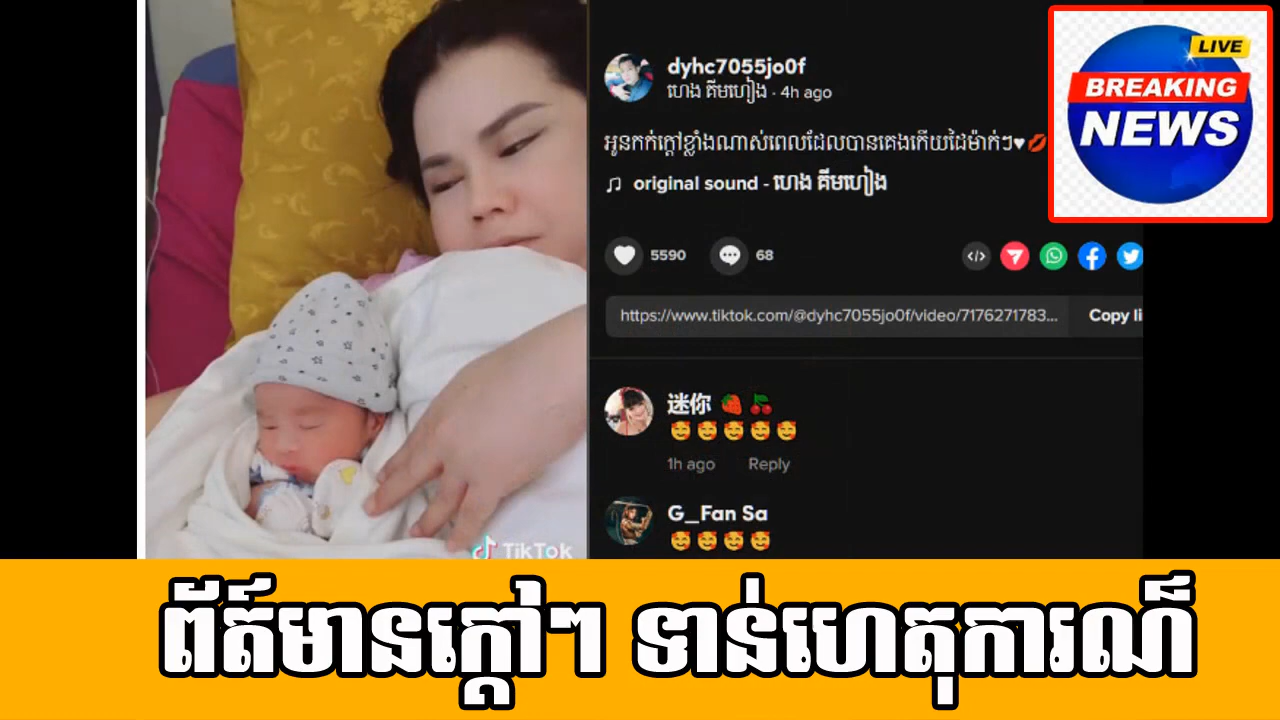 LIVE
BREAKING
NEWS
dyhc7055jo0f
ហេង គីមហៀង · 4h ago
អូនកក់ក្ដៅខ្លាំងណាស់ពេលដែលបានគេងកើយដៃម៉ាក់ៗ♥💋
♫ original sound - ហេង គីមហៀង
5590 68
https://www.tiktok.com/@dyhc7055jo0f/video/7176271783... Copy li
迷你 🍓🍒
🥰🥰🥰🥰🥰
1h ago Reply
G_Fan Sa
🥰🥰🥰🥰
TikTok
ព័ត៍មានក្ដៅៗ ទាន់ហេតុការណ៏